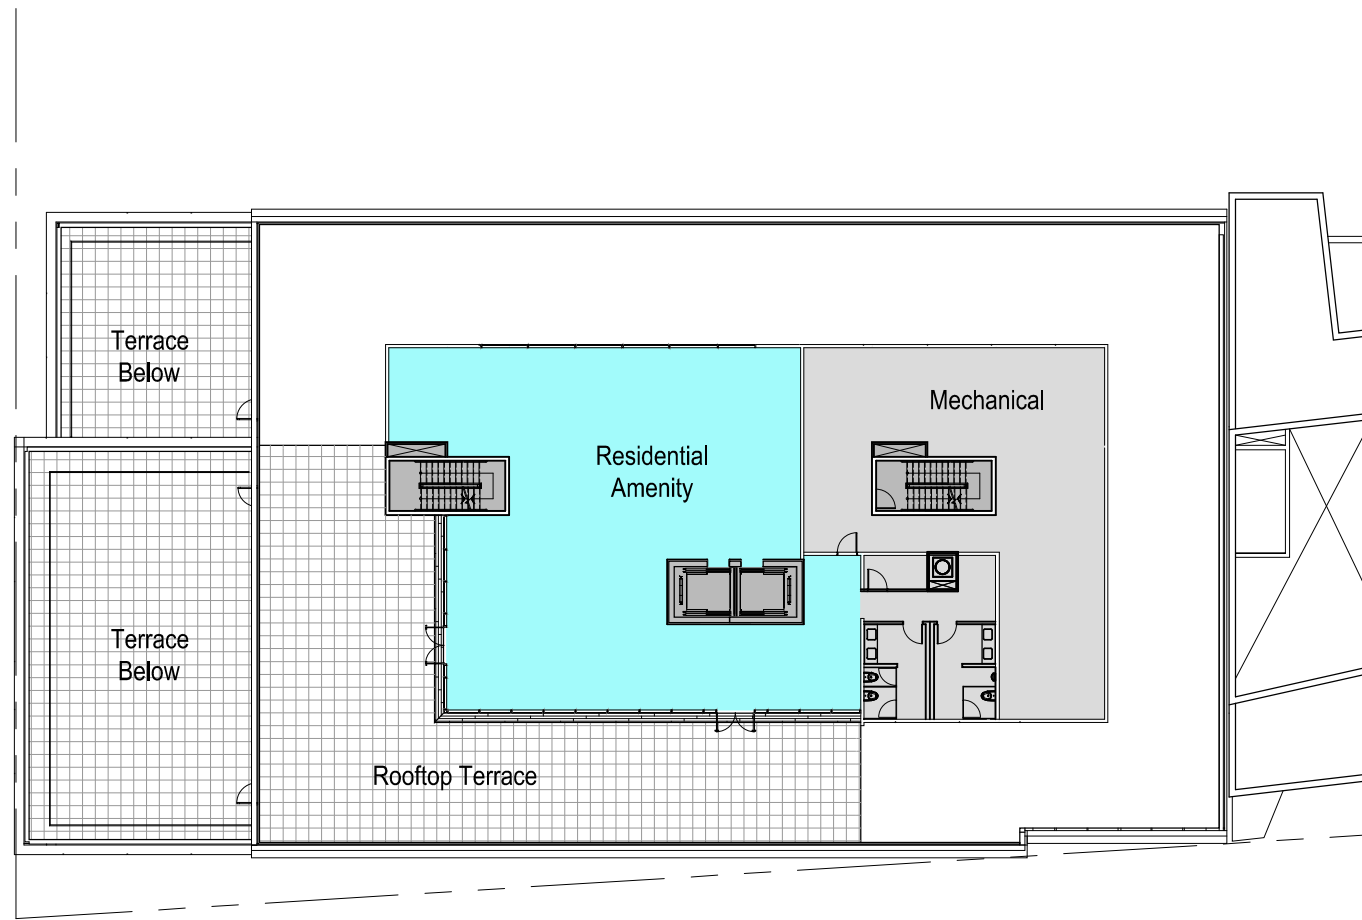 Terrace
Below
Mechanical
Residential
Amenity
Terrace
Below
Rooftop Terrace